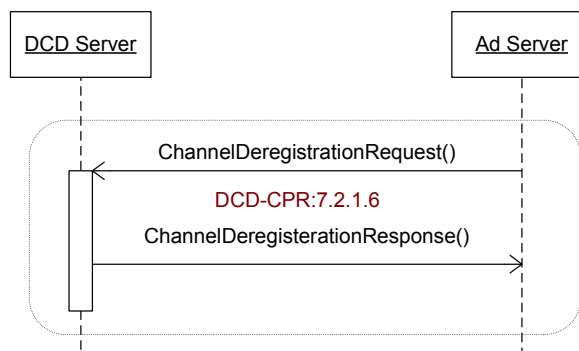 DCD Server
Ad Server
ChannelDeregistrationRequest()
DCD-CPR:7.2.1.6
ChannelDeregisterationResponse()